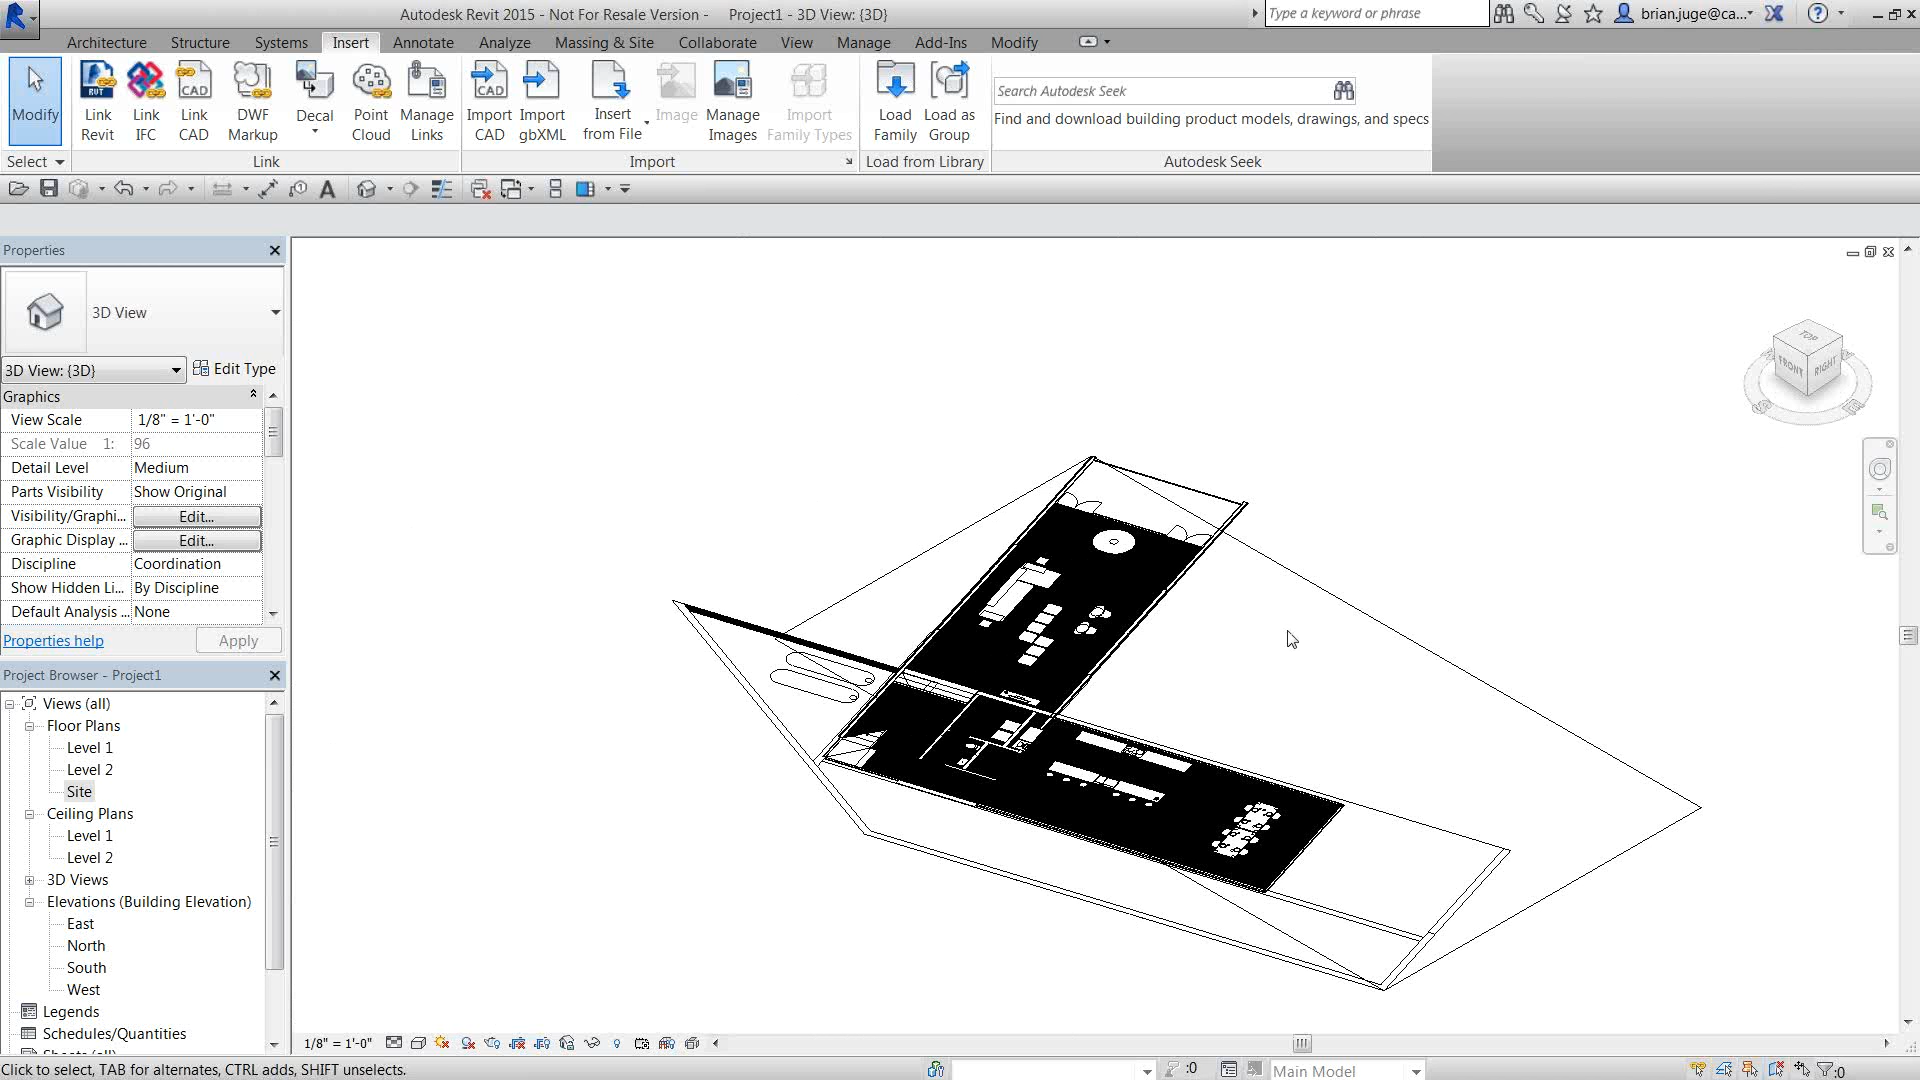 Autodesk Revit 2015 - Not For Resale Version - Project1 - 3D View: {3D}
Type a keyword or phrase
brian.juge@ca...
Architecture Structure Systems Insert Annotate Analyze Massing & Site Collaborate View Manage Add-Ins Modify
Modify
Link Revit
Link IFC
Link CAD
DWF Markup
Decal
Point Cloud
Manage Links
Import CAD
Import gbXML
Insert from File
Image
Manage Images
Import Family Types
Load Family
Load as Group
Search Autodesk Seek
Find and download building product models, drawings, and specs
Select Link Import Load from Library Autodesk Seek
Properties
3D View
3D View: {3D} Edit Type
Graphics
View Scale 1/8" = 1'-0"
Scale Value 1: 96
Detail Level Medium
Parts Visibility Show Original
Visibility/Graphi... Edit...
Graphic Display ... Edit...
Discipline Coordination
Show Hidden Li... By Discipline
Default Analysis ... None
Properties help Apply
Project Browser - Project1
Views (all)
Floor Plans
Level 1
Level 2
Site
Ceiling Plans
Level 1
Level 2
3D Views
Elevations (Building Elevation)
East
North
South
West
Legends
Schedules/Quantities
Sheets (all)
TOP
FRONT
RIGHT
1/8" = 1'-0"
Click to select, TAB for alternates, CTRL adds, SHIFT unselects.
:0
Main Model
:0